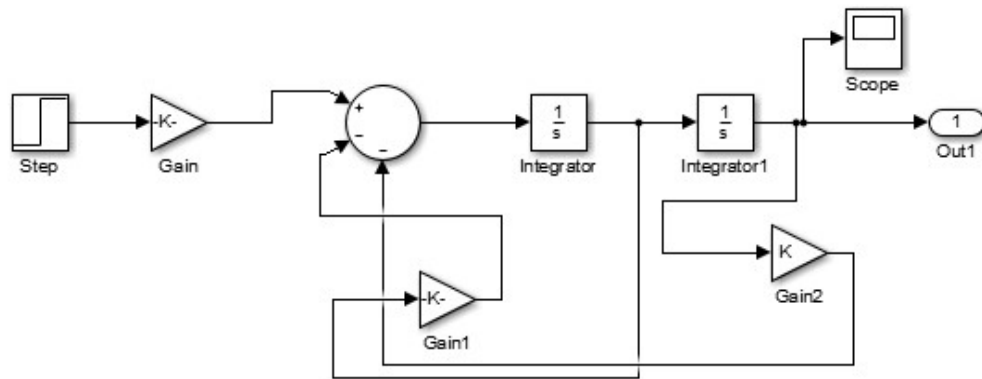 Scope
+
-K-
−
1
s
1
s
1
−
Step
Gain
Integrator
Integrator1
Out1
K
-K-
Gain2
Gain1